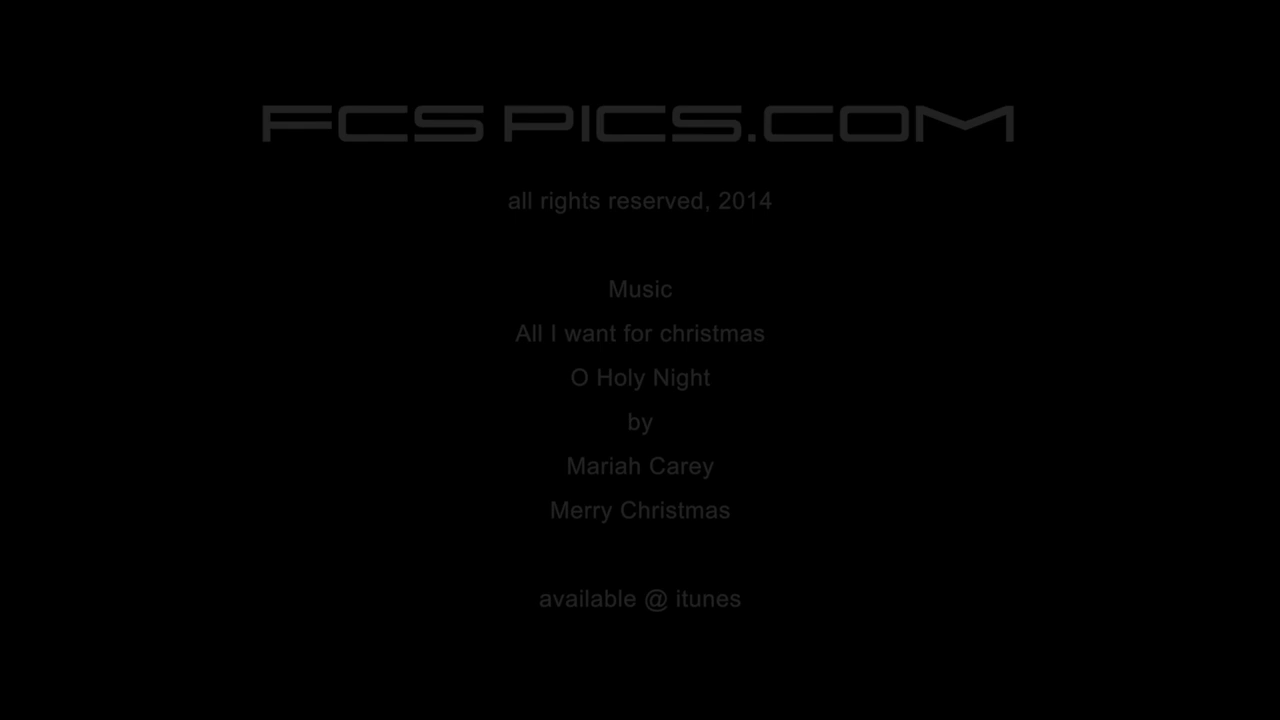 FCS PICS.COM
all rights reserved, 2014
Music
All I want for christmas
O Holy Night
by
Mariah Carey
Merry Christmas
available @ itunes